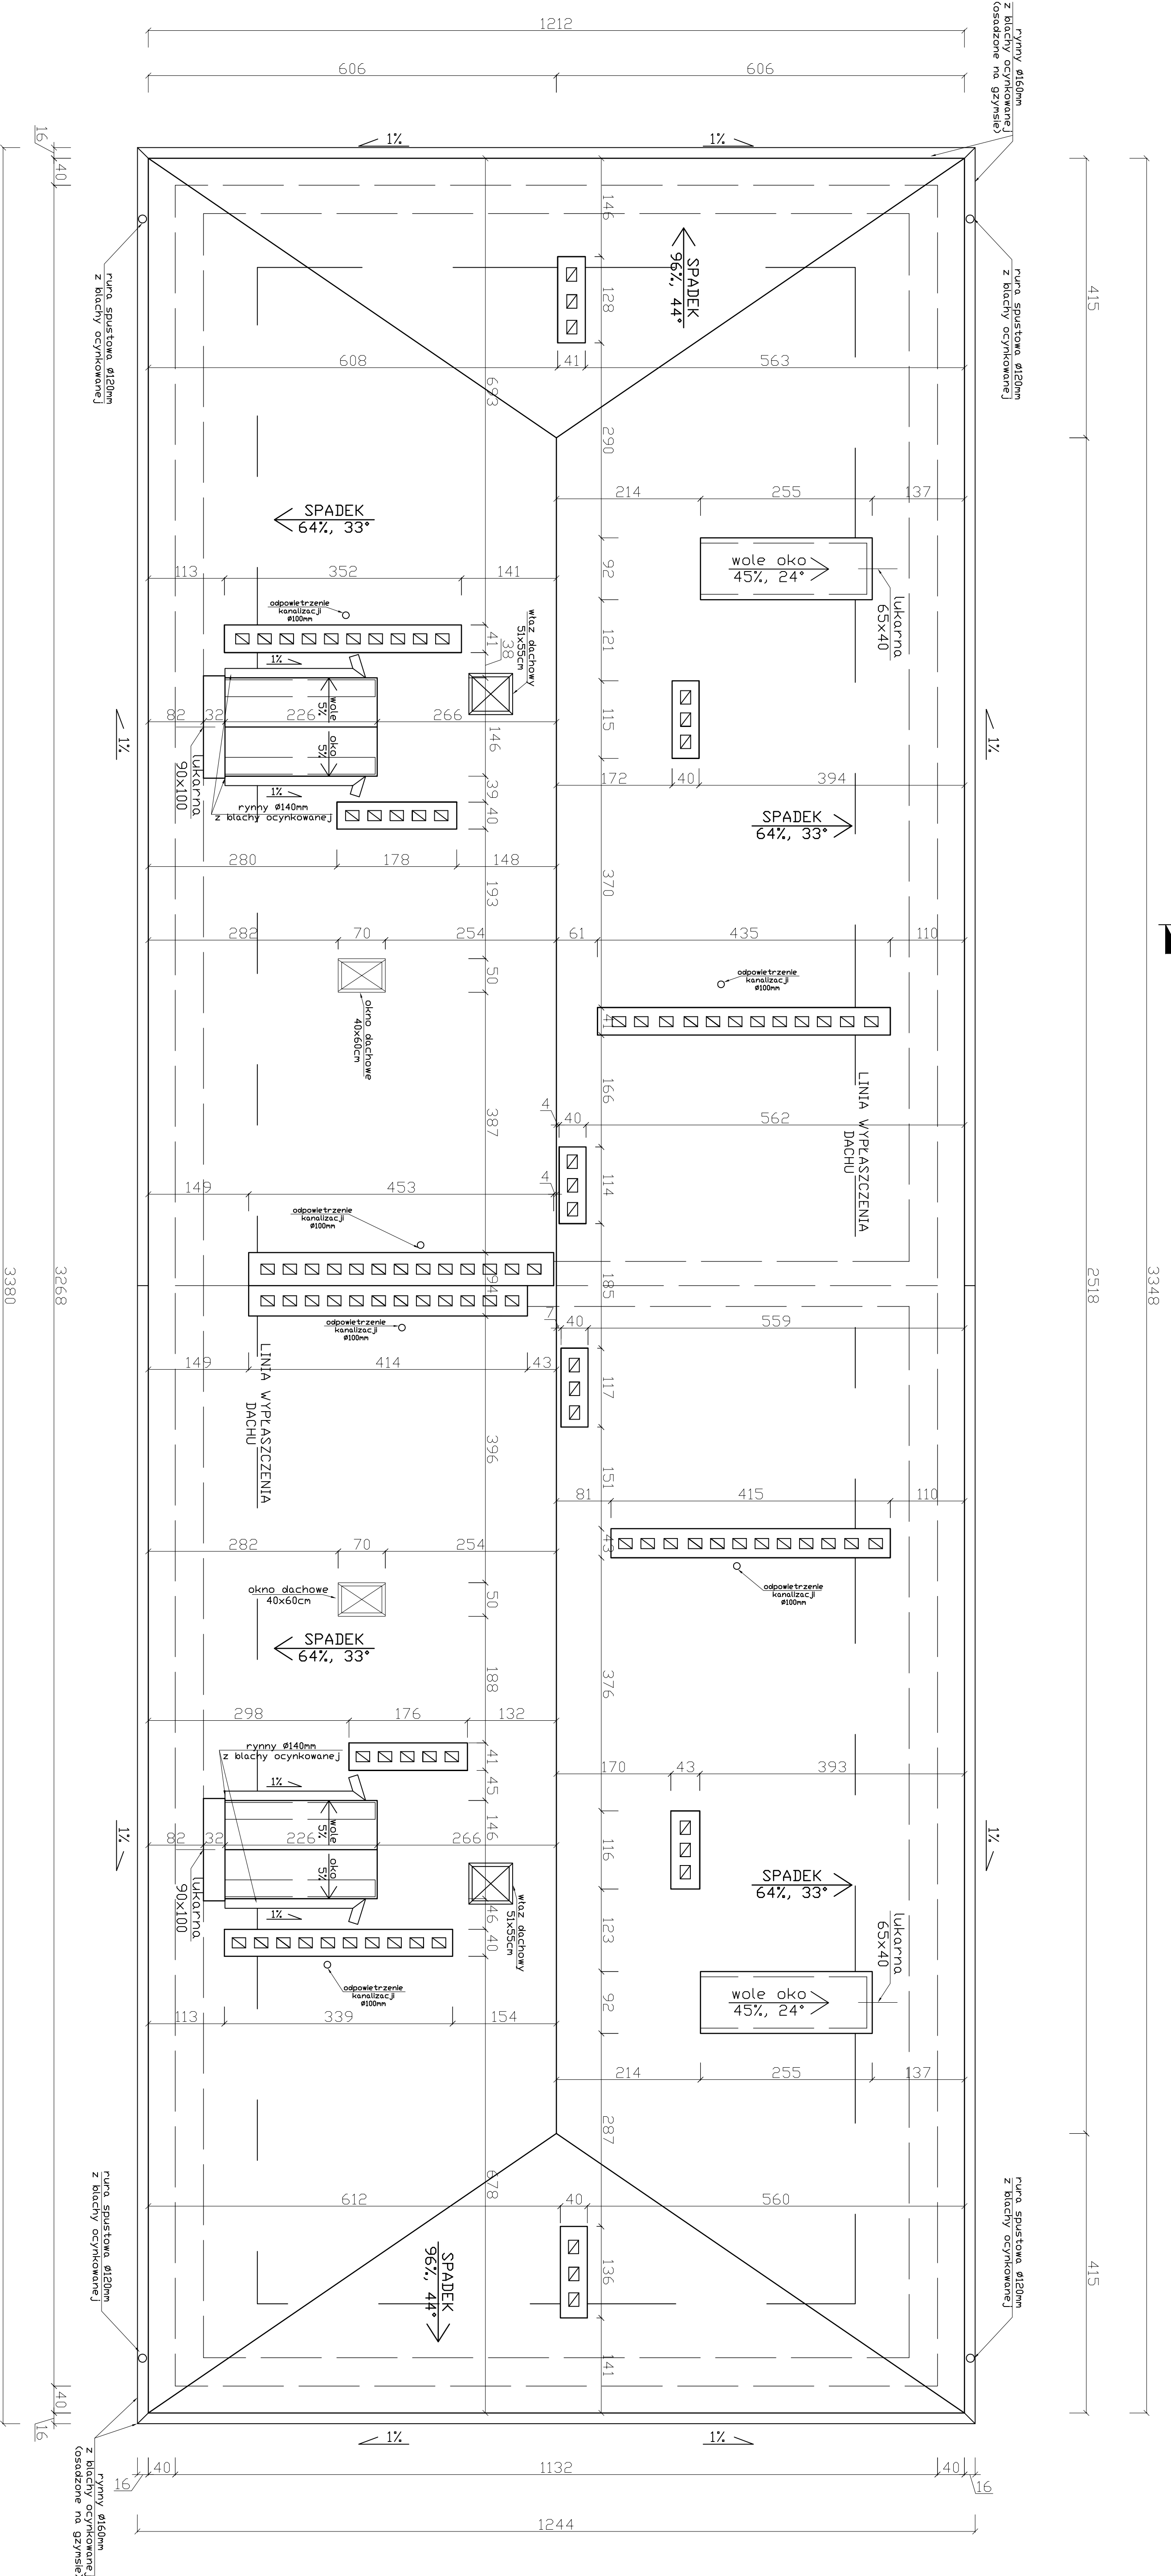 1212
606
606
rynny Ø160mm
z blachy ocynkowanej
(osadzone na gzymsie)
1%
1%
16
40
146
415
3348
SPADEK
96%, 44°
128
rura spustowa Ø120mm
z blachy ocynkowanej
rura spustowa Ø120mm
z blachy ocynkowanej
608
41
563
693
290
214
255
137
SPADEK
64%, 33°
wole oko
45%, 24°
92
lukarna
65x40
113
352
141
odpowietrzenie
kanalizacji
Ø100mm
41
38
właz dachowy
51x55cm
121
1%
wole
5%
oko
5%
82
32
226
266
146
115
1%
1%
lukarna
90x100
1%
rynny Ø140mm
z blachy ocynkowanej
39
40
172
40
394
SPADEK
64%, 33°
280
178
148
193
370
282
70
254
61
435
110
50
okno dachowe
40x60cm
odpowietrzenie
kanalizacji
Ø100mm
41
166
LINIA WYPŁASZCZENIA
DACHU
387
4
40
562
114
4
149
453
odpowietrzenie
kanalizacji
Ø100mm
94
185
3380
3268
2518
odpowietrzenie
kanalizacji
Ø100mm
7
40
559
149
414
43
117
LINIA WYPŁASZCZENIA
DACHU
396
151
81
415
110
43
282
70
254
odpowietrzenie
kanalizacji
Ø100mm
okno dachowe
40x60cm
50
SPADEK
64%, 33°
188
376
298
176
132
rynny Ø140mm
z blachy ocynkowanej
41
45
170
43
393
1%
wole
5%
oko
5%
82
32
226
266
146
116
1%
1%
lukarna
90x100
1%
właz dachowy
51x55cm
46
40
SPADEK
64%, 33°
123
lukarna
65x40
odpowietrzenie
kanalizacji
Ø100mm
wole oko
45%, 24°
92
113
339
154
214
255
137
287
678
415
rura spustowa Ø120mm
z blachy ocynkowanej
rura spustowa Ø120mm
z blachy ocynkowanej
612
40
560
SPADEK
96%, 44°
136
141
40
16
1%
1%
rynny Ø160mm
z blachy ocynkowanej
(osadzone na gzymsie)
16
40
1132
40
16
1244